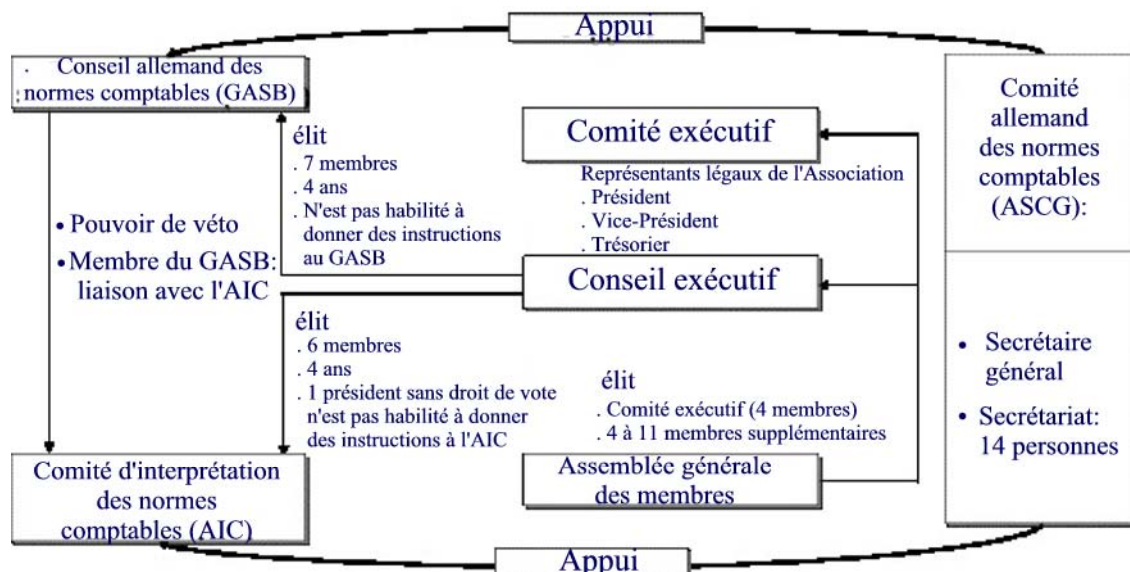 Appui
. Conseil allemand des
normes comptables (GASB)
élit
. 7 membres
. 4 ans
. N'est pas habilité à
donner des instructions
au GASB
• Pouvoir de véto
• Membre du GASB:
liaison avec l'AIC
Comité exécutif
Représentants légaux de l'Association
. Président
. Vice-Président
. Trésorier
Conseil exécutif
élit
. 6 membres
. 4 ans
. 1 président sans droit de vote
n'est pas habilité à donner
des instructions à l'AIC
élit
. Comité exécutif (4 membres)
. 4 à 11 membres supplémentaires
Assemblée générale
des membres
Comité d'interprétation
des normes
comptables (AIC)
Comité
allemand
des normes
comptables
(ASCG):
• Secrétaire
général
• Secrétariat:
14 personnes
Appui